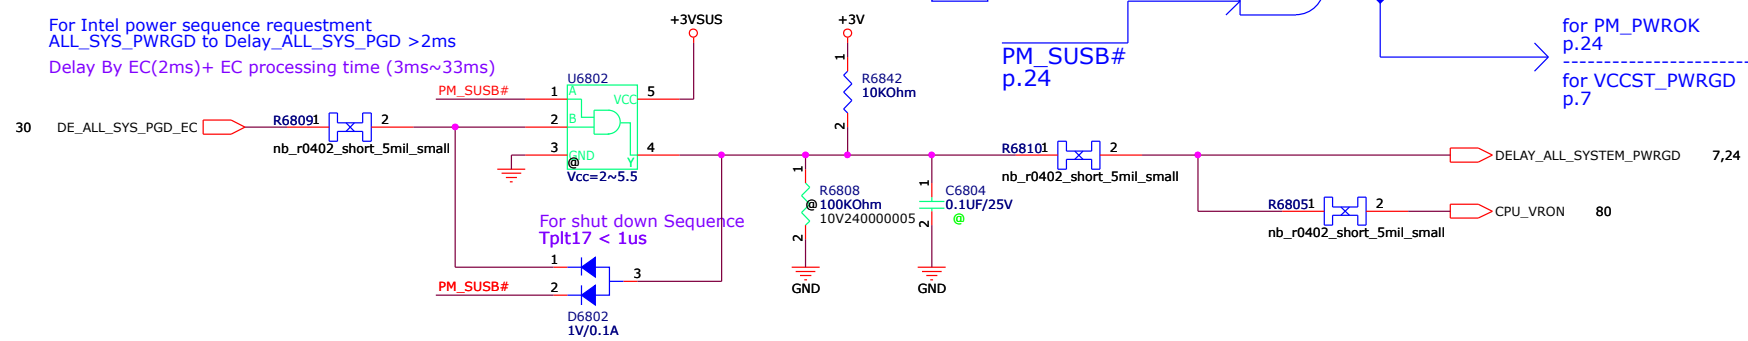 For Intel power sequence requestment
ALL_SYS_PWRGD to Delay_ALL_SYS_PGD >2ms
Delay By EC(2ms)+ EC processing time (3ms~33ms)
+3VSUS
+3V
PM_SUSB#
p.24
for PM_PWROK
p.24
for VCCST_PWRGD
p.7
U6802
PM_SUSB#
1
A
VCC
5
1
R6842
10KOhm
2
30
DE_ALL_SYS_PGD_EC
R6809
1
2
nb_r0402_short_5mil_small
2
B
3
GND
@
Y
4
Vcc=2~5.5
1
R6808
@
100KOhm
10V240000005
2
GND
1
C6804
0.1UF/25V
@
2
GND
R6810
1
2
nb_r0402_short_5mil_small
DELAY_ALL_SYSTEM_PWRGD
7,24
R6805
1
2
nb_r0402_short_5mil_small
CPU_VRON
80
For shut down Sequence
Tplt17 < 1us
1
3
PM_SUSB#
2
D6802
1V/0.1A